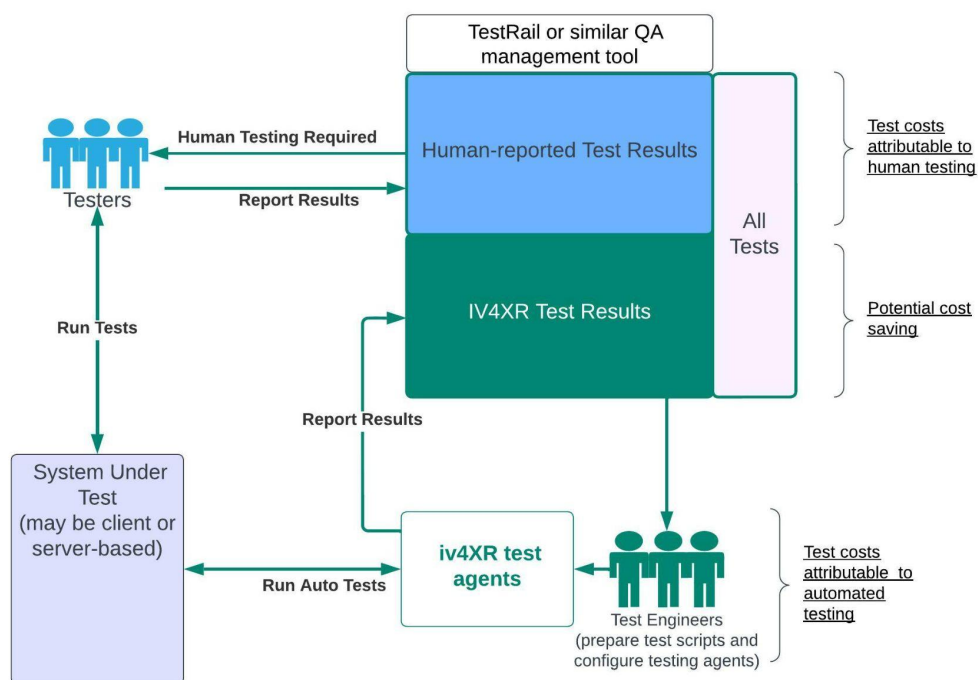 TestRail or similar QA
management tool
Human Testing Required
Human-reported Test Results
Test costs
attributable to
human testing
Testers
Report Results
All
Tests
Run Tests
IV4XR Test Results
Potential cost
saving
Report Results
System Under
Test
(may be client or
server-based)
iv4XR test
agents
Run Auto Tests
Test Engineers
(prepare test scripts and
configure testing agents)
Test costs
attributable to
automated
testing